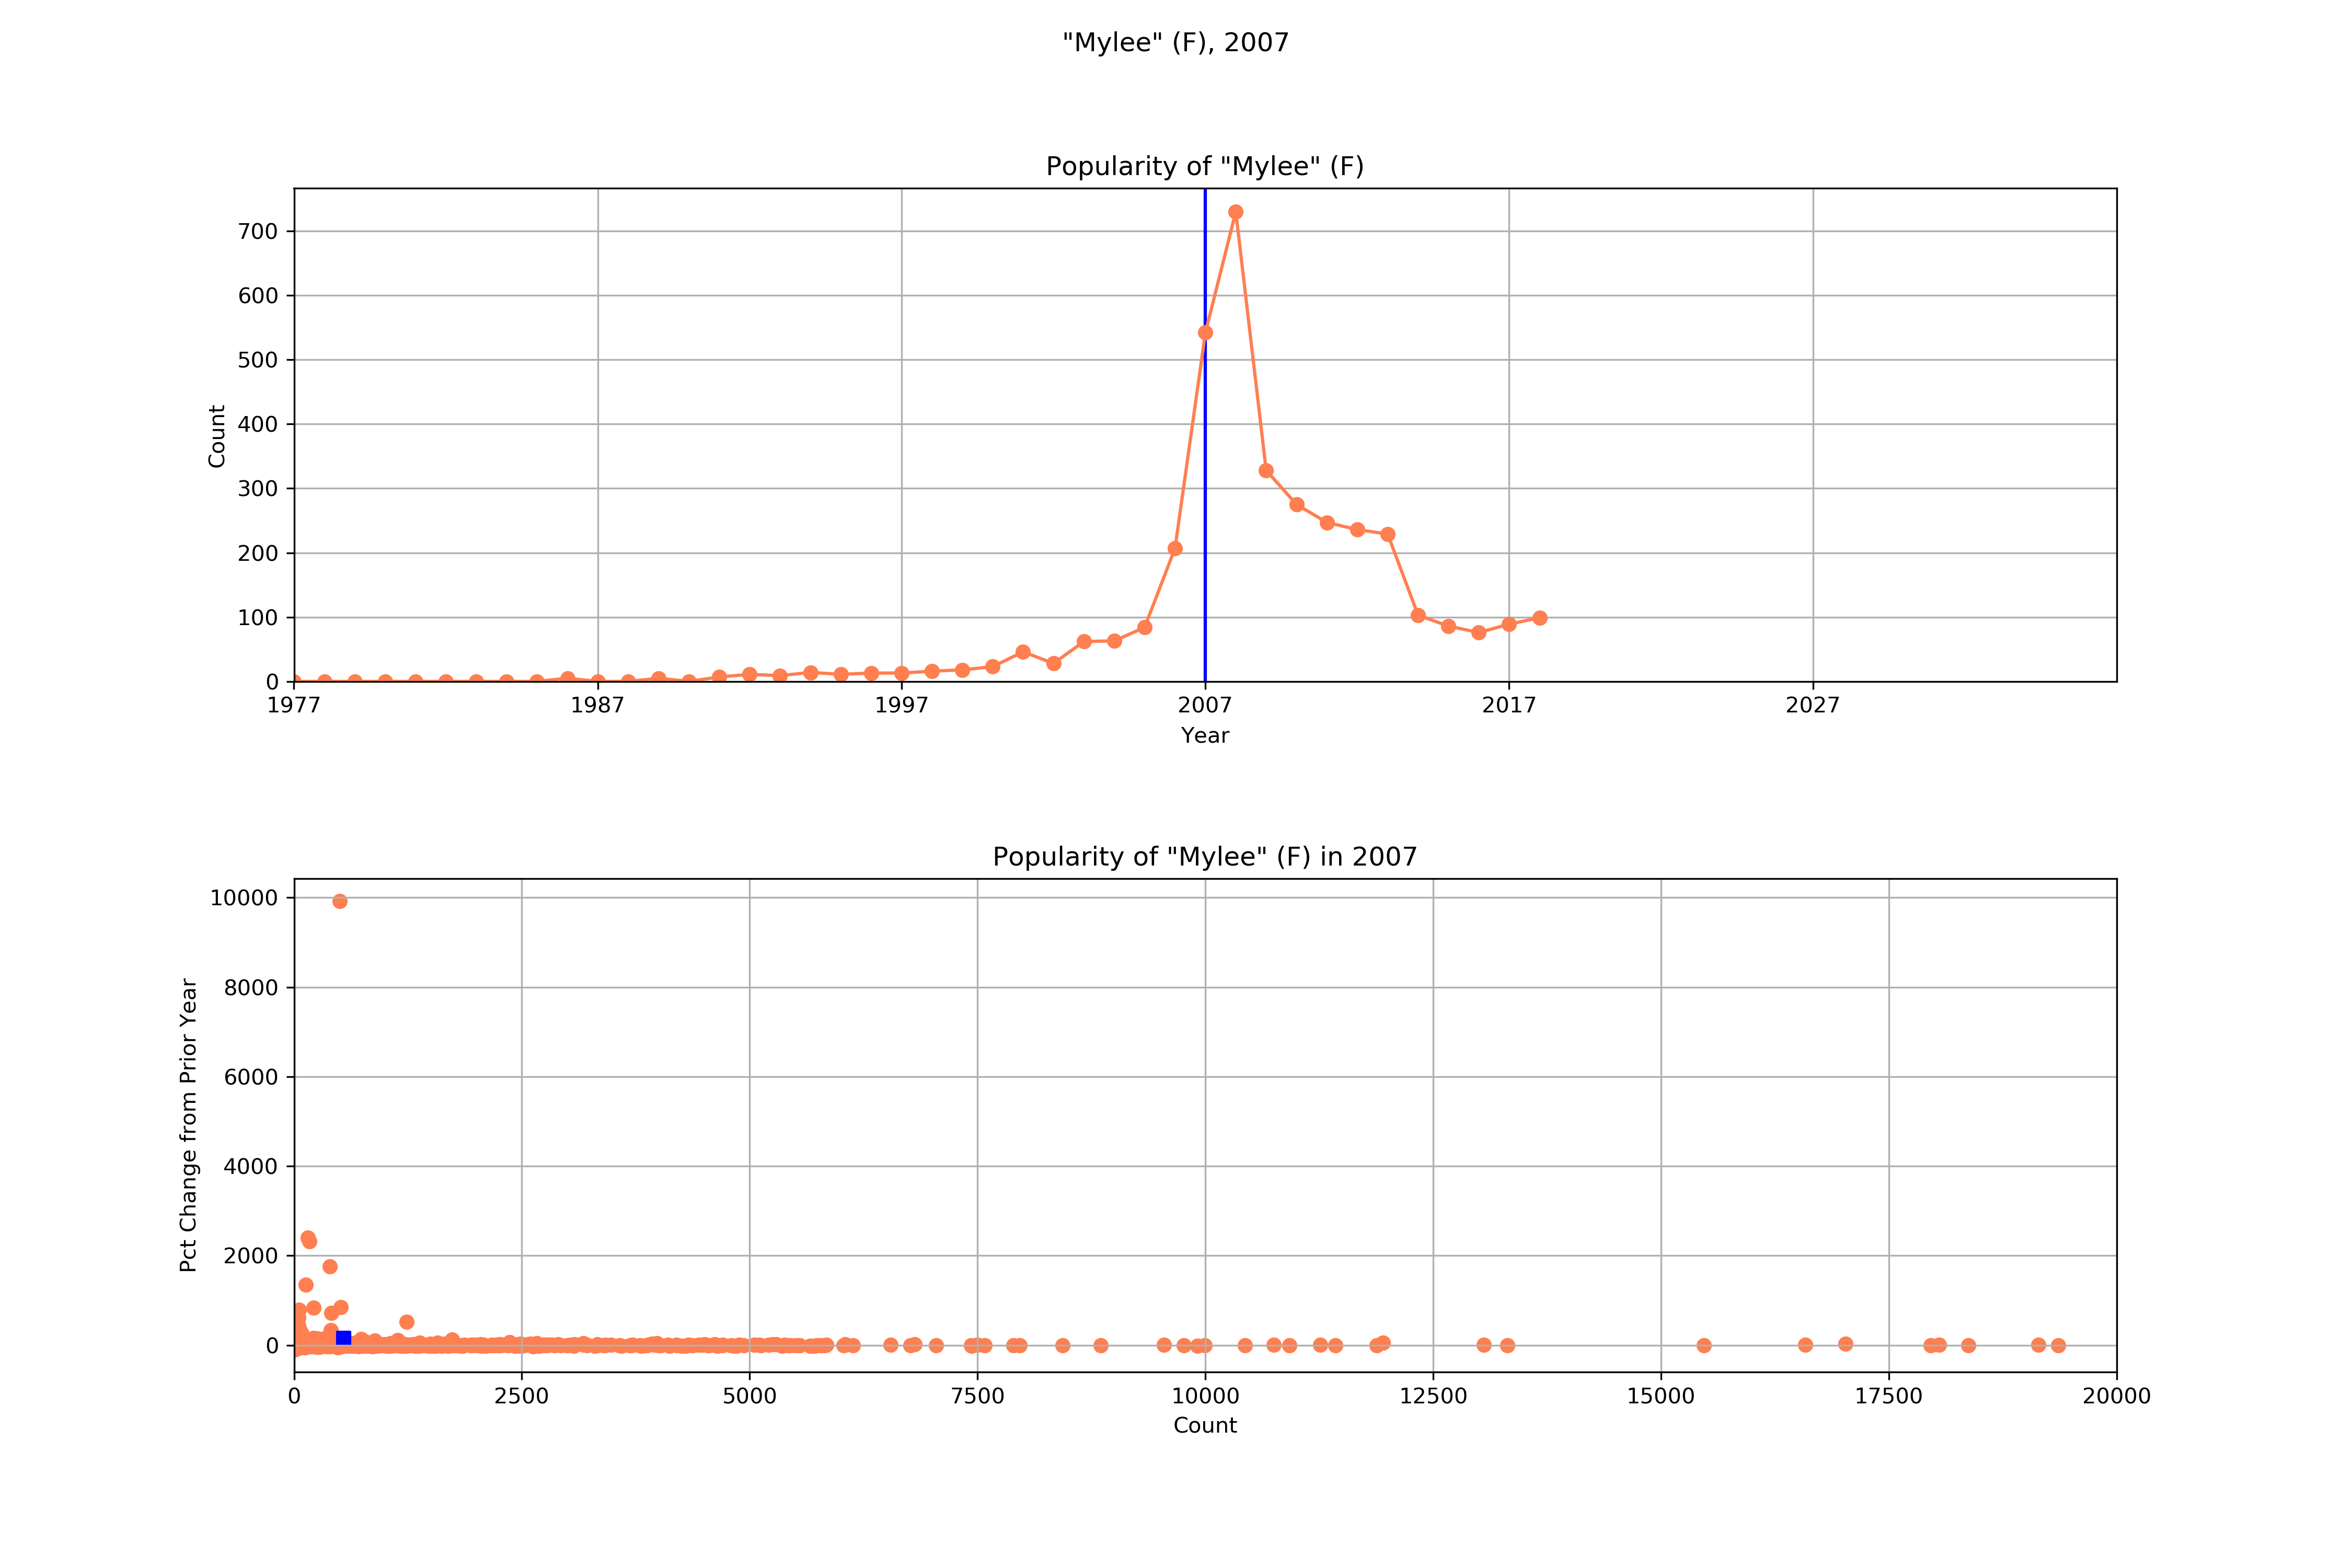 "Mylee" (F), 2007
Popularity of "Mylee" (F)
700
600
500
400
300
200
100
0
Count
1977 1987 1997 2007 2017 2027
Year
Popularity of "Mylee" (F) in 2007
10000
8000
6000
4000
2000
0
Pct Change from Prior Year
0 2500 5000 7500 10000 12500 15000 17500 20000
Count